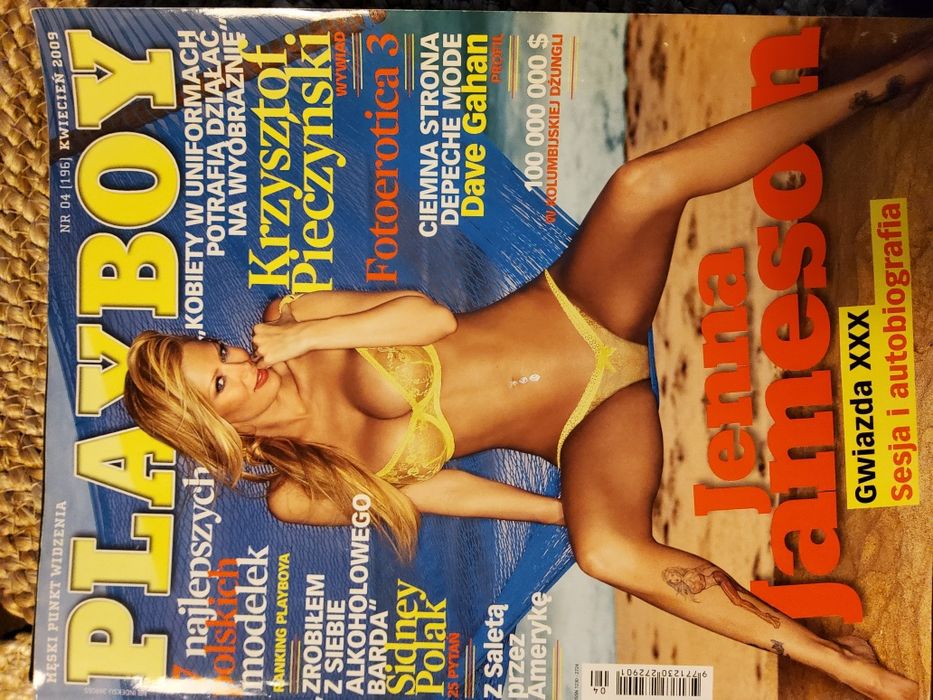 MĘSKI PUNKT WIDZENIA
NR 04 [196] KWIECIEŃ 2009
PLAYBOY
7 najlepszych
polskich
modelek
RANKING PLAYBOYA
"ZROBIŁEM
Z SIEBIE
ALKOHOLOWEGO
BARDA"
Sidney
Polak
25 PYTAŃ
z Saletą
przez
Amerykę
„KOBIETY W UNIFORMACH
POTRAFIĄ DZIAŁAĆ
NA WYOBRAŹNIĘ”
Krzysztof
Pieczyński
WYWIAD
Fotoerotica 3
CIEMNA STRONA
DEPECHE MODE
Dave Gahan
PROFIL
100 000 000 $
W KOLUMBIJSKIEJ DŻUNGLI
Jenna
Jameson
Gwiazda XXX
Sesja i autobiografia
04
9771230272901